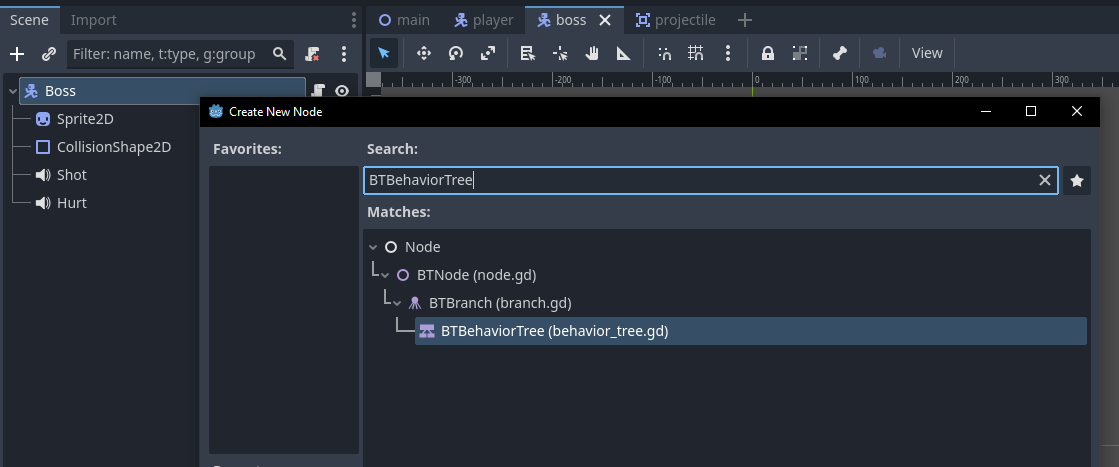 Scene Import
main player boss projectile
Filter: name, t:type, g:group
View
-300 -200 -100 0 100 200 300
Boss
Create New Node
Sprite2D
CollisionShape2D
Shot
Hurt
Favorites:
Search:
BTBehaviorTree
Matches:
Node
BTNode (node.gd)
BTBranch (branch.gd)
BTBehaviorTree (behavior_tree.gd)